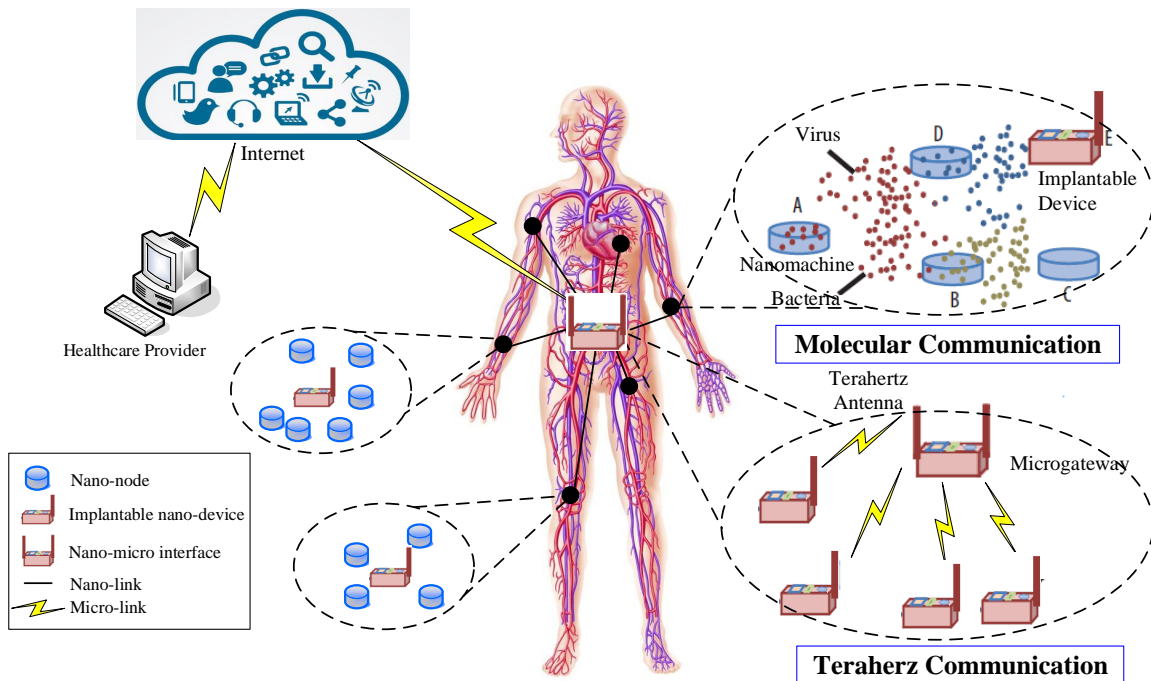 Internet
Healthcare Provider
Virus
D
E
Implantable
Device
A
Nanomachine
Bacteria
B
C
Molecular Communication
Terahertz
Antenna
Microgateway
Teraherz Communication
Nano-node
Implantable nano-device
Nano-micro interface
Nano-link
Micro-link